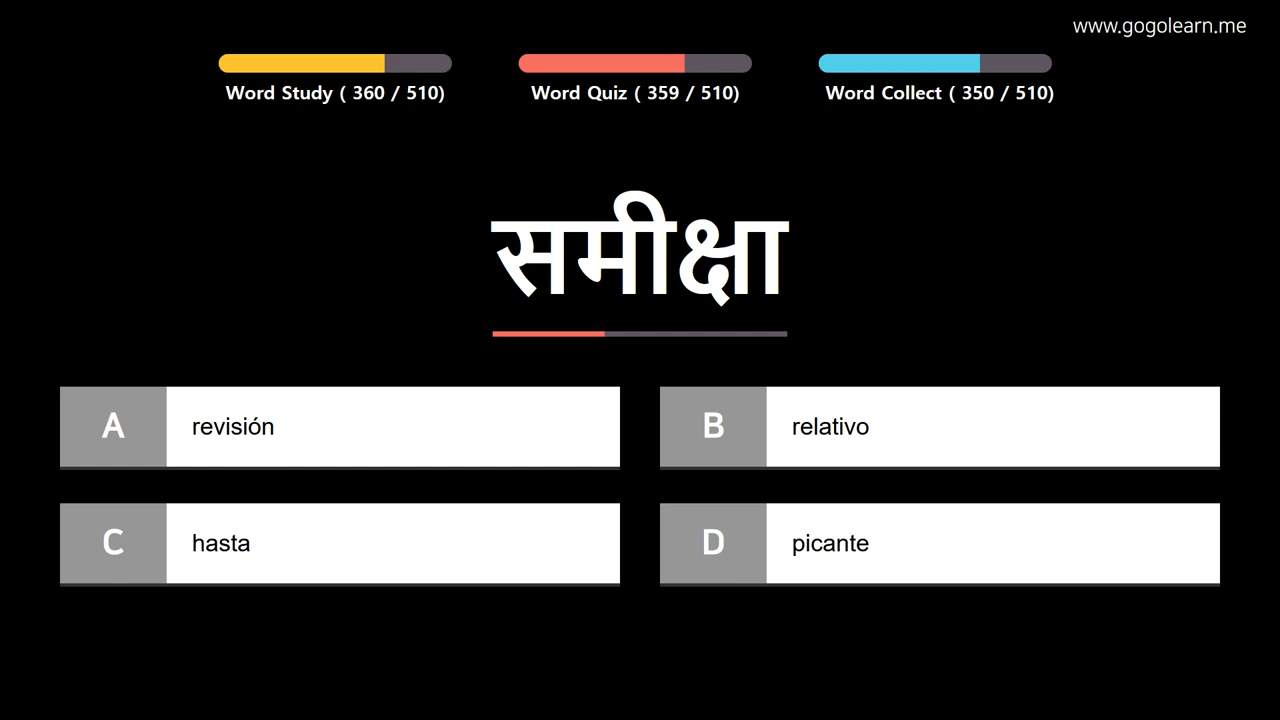 www.gogolearn.me
Word Study ( 360 / 510)
Word Quiz ( 359 / 510)
Word Collect ( 350 / 510)
समीक्षा
A revisión
B relativo
C hasta
D picante